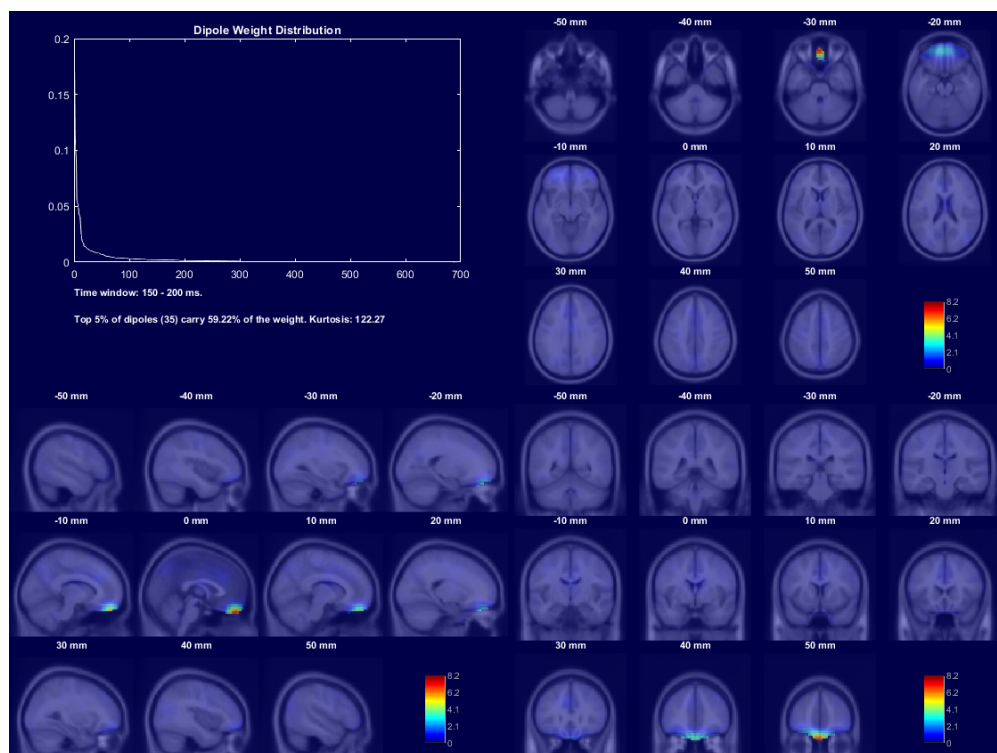 Dipole Weight Distribution
0.2
0.15
0.1
0.05
0
0 100 200 300 400 500 600 700
Time window: 150 - 200 ms.
Top 5% of dipoles (35) carry 59.22% of the weight. Kurtosis: 122.27
-50 mm -40 mm -30 mm -20 mm
-10 mm 0 mm 10 mm 20 mm
30 mm 40 mm 50 mm
8.2
6.2
4.1
2.1
0
-50 mm -40 mm -30 mm -20 mm
-10 mm 0 mm 10 mm 20 mm
30 mm 40 mm 50 mm
8.2
6.2
4.1
2.1
0
-50 mm -40 mm -30 mm -20 mm
-10 mm 0 mm 10 mm 20 mm
30 mm 40 mm 50 mm
8.2
6.2
4.1
2.1
0